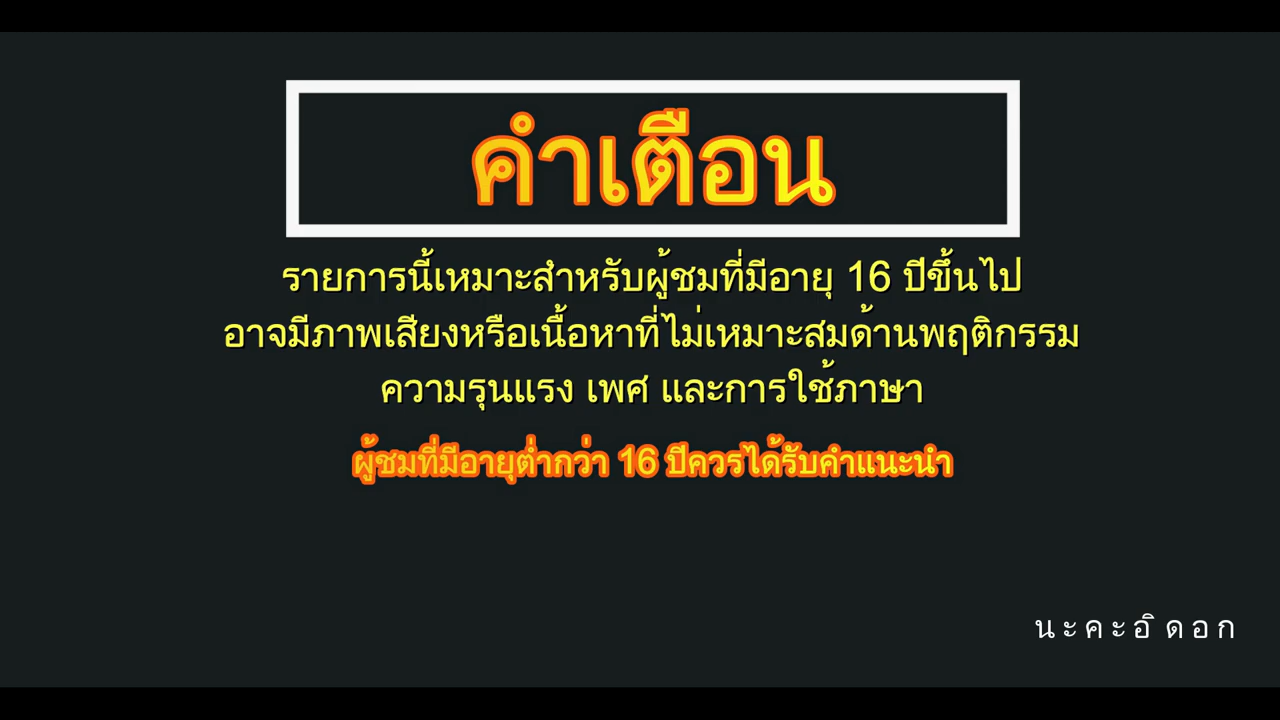 คำเตือน
รายการนี้เหมาะสำหรับผู้ชมที่มีอายุ 16 ปีขึ้นไป
อาจมีภาพเสียงหรือเนื้อหาที่ไม่เหมาะสมด้านพฤติกรรม
ความรุนแรง เพศ และการใช้ภาษา
ผู้ชมที่มีอายุต่ำกว่า 16 ปีควรได้รับคำแนะนำ
นะคะอิดอก